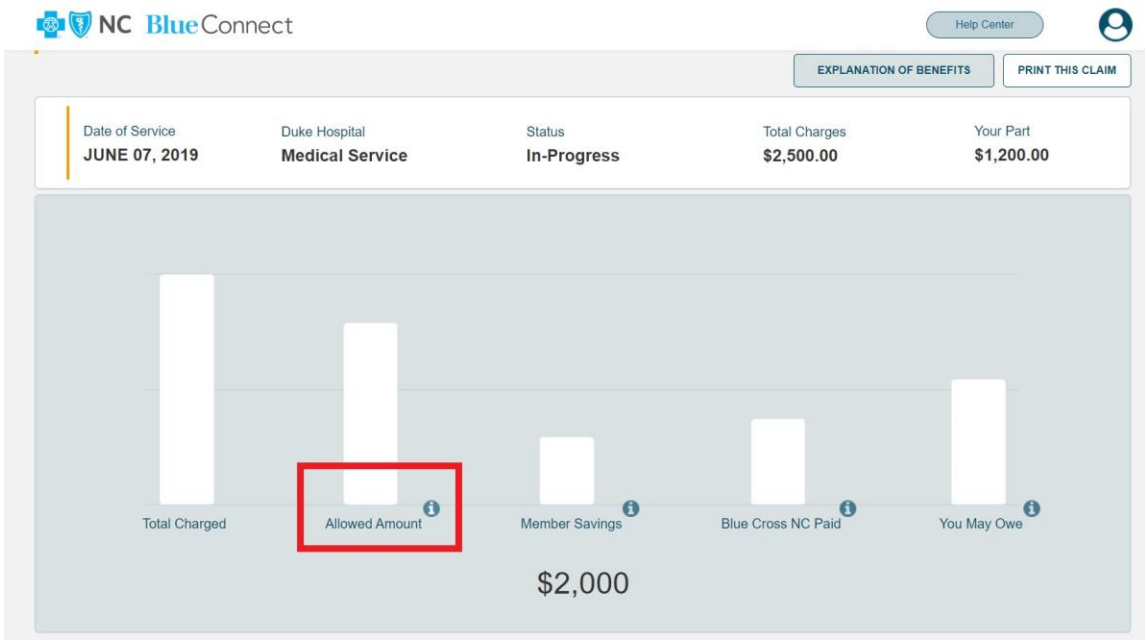 NC Blue Connect
Help Center
EXPLANATION OF BENEFITS
PRINT THIS CLAIM
Date of Service
JUNE 07, 2019
Duke Hospital
Medical Service
Status
In-Progress
Total Charges
$2,500.00
Your Part
$1,200.00
Total Charged
Allowed Amount
Member Savings
Blue Cross NC Paid
You May Owe
$2,000